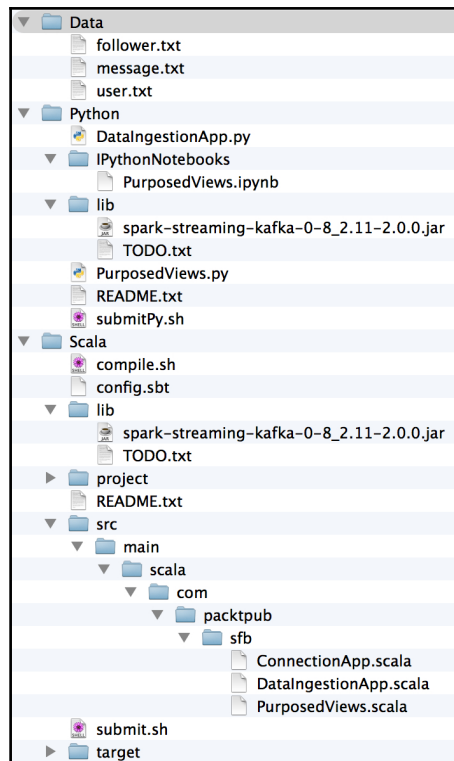 Data
follower.txt
message.txt
user.txt
Python
DataIngestionApp.py
IPythonNotebooks
PurposedViews.ipynb
lib
spark-streaming-kafka-0-8_2.11-2.0.0.jar
TODO.txt
PurposedViews.py
README.txt
submitPy.sh
Scala
compile.sh
config.sbt
lib
spark-streaming-kafka-0-8_2.11-2.0.0.jar
TODO.txt
project
README.txt
src
main
scala
com
packtpub
sfb
ConnectionApp.scala
DataIngestionApp.scala
PurposedViews.scala
submit.sh
target